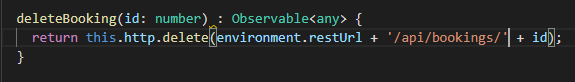 deleteBooking(id: number) : Observable<any> {
return this.http.delete(environment.restUrl + '/api/bookings/' + id);
}